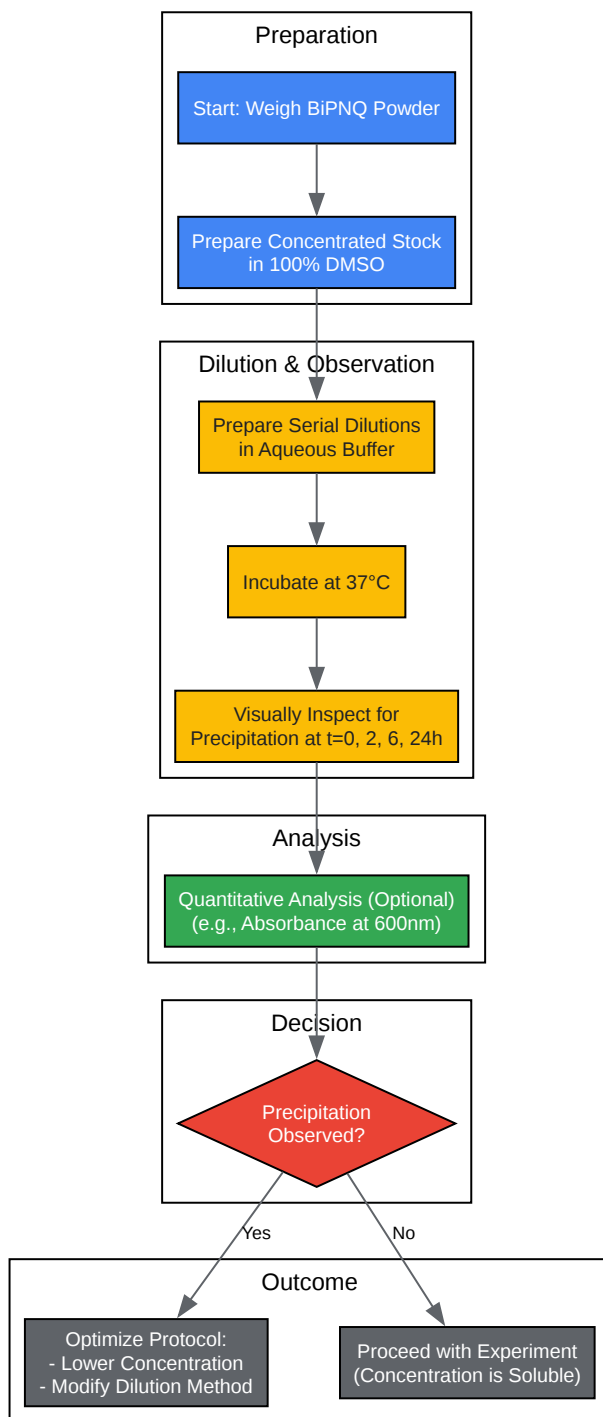 Preparation
Start: Weigh BiPNQ Powder
Prepare Concentrated Stock
in 100% DMSO
Dilution & Observation
Prepare Serial Dilutions
in Aqueous Buffer
Incubate at 37°C
Visually Inspect for
Precipitation at t=0, 2, 6, 24h
Analysis
Quantitative Analysis (Optional)
(e.g., Absorbance at 600nm)
Decision
Precipitation
Observed?
Yes
No
Outcome
Optimize Protocol:
- Lower Concentration
- Modify Dilution Method
Proceed with Experiment
(Concentration is Soluble)